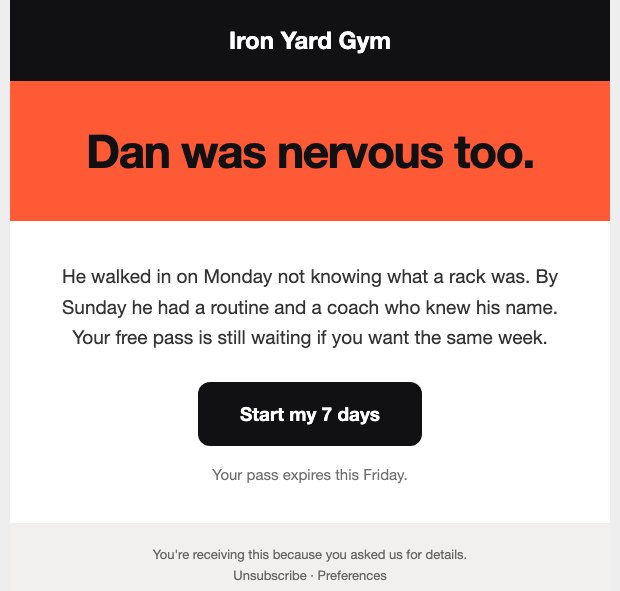 Iron Yard Gym
Dan was nervous too.
He walked in on Monday not knowing what a rack was. By
Sunday he had a routine and a coach who knew his name.
Your free pass is still waiting if you want the same week.
Start my 7 days
Your pass expires this Friday.
You're receiving this because you asked us for details.
Unsubscribe · Preferences